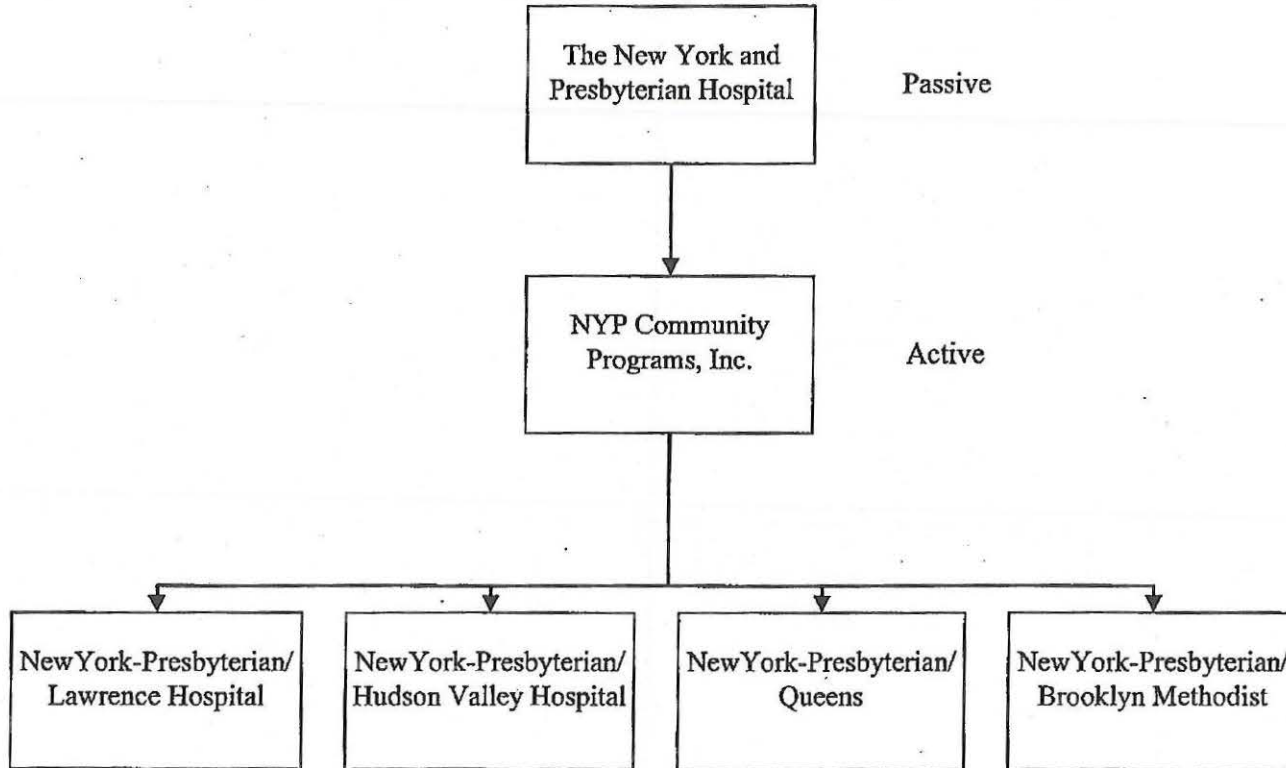 The New York and
Presbyterian Hospital
Passive
NYP Community
Programs, Inc.
Active
NewYork-Presbyterian/
Lawrence Hospital
NewYork-Presbyterian/
Hudson Valley Hospital
NewYork-Presbyterian/
Queens
NewYork-Presbyterian/
Brooklyn Methodist